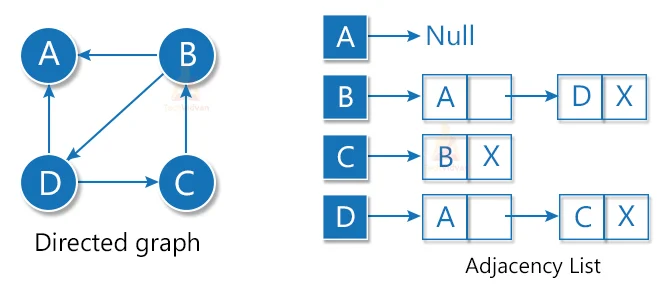 A B
D C
Directed graph
A Null
B A D X
C B X
D A C X
Adjacency List